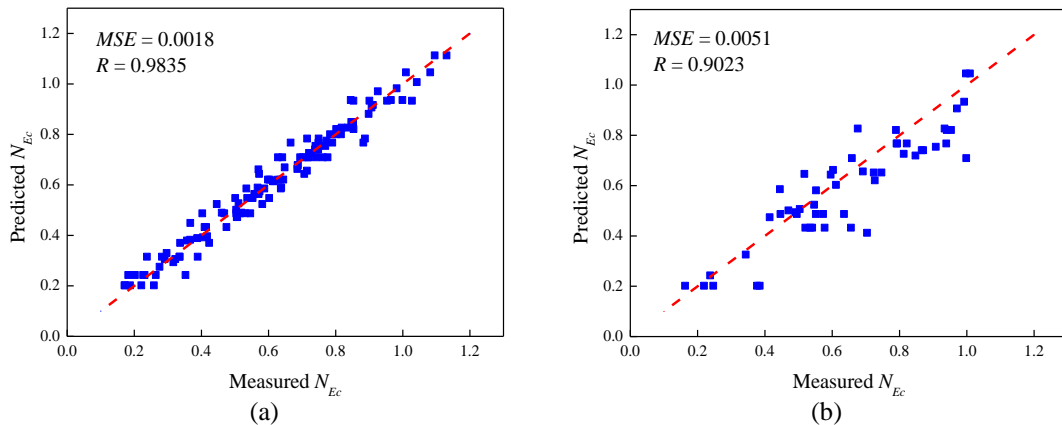 MSE = 0.0018
R = 0.9835
1.2
1.0
0.8
0.6
0.4
0.2
0.0
Predicted N_Ec
0.0 0.2 0.4 0.6 0.8 1.0 1.2
Measured N_Ec
(a)
MSE = 0.0051
R = 0.9023
1.2
1.0
0.8
0.6
0.4
0.2
0.0
Predicted N_Ec
0.0 0.2 0.4 0.6 0.8 1.0 1.2
Measured N_Ec
(b)